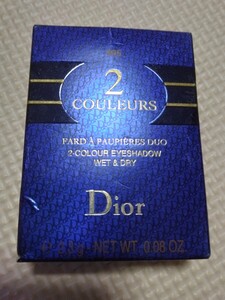 2
COULEURS
FARD À PAUPIÈRES DUO
2-COLOUR EYESHADOW
WET & DRY
Dior
NET WT. 0.08 OZ